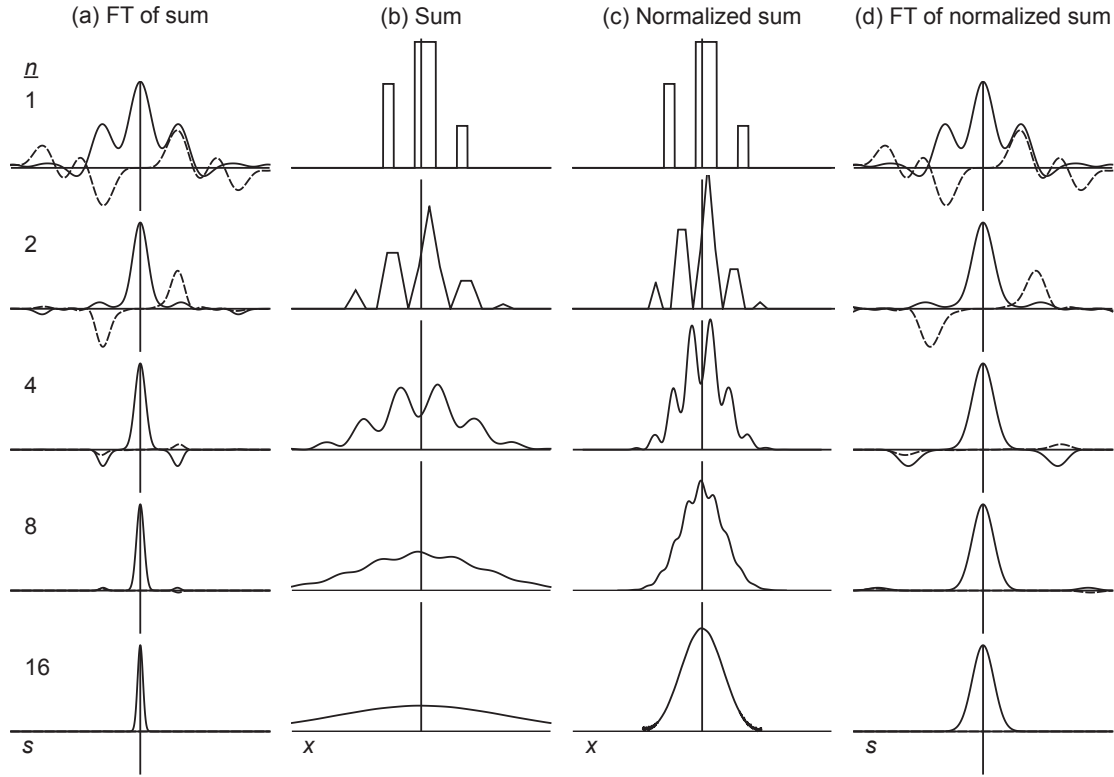 (a) FT of sum
(b) Sum
(c) Normalized sum
(d) FT of normalized sum
n
1
2
4
8
16
s
x
x
s